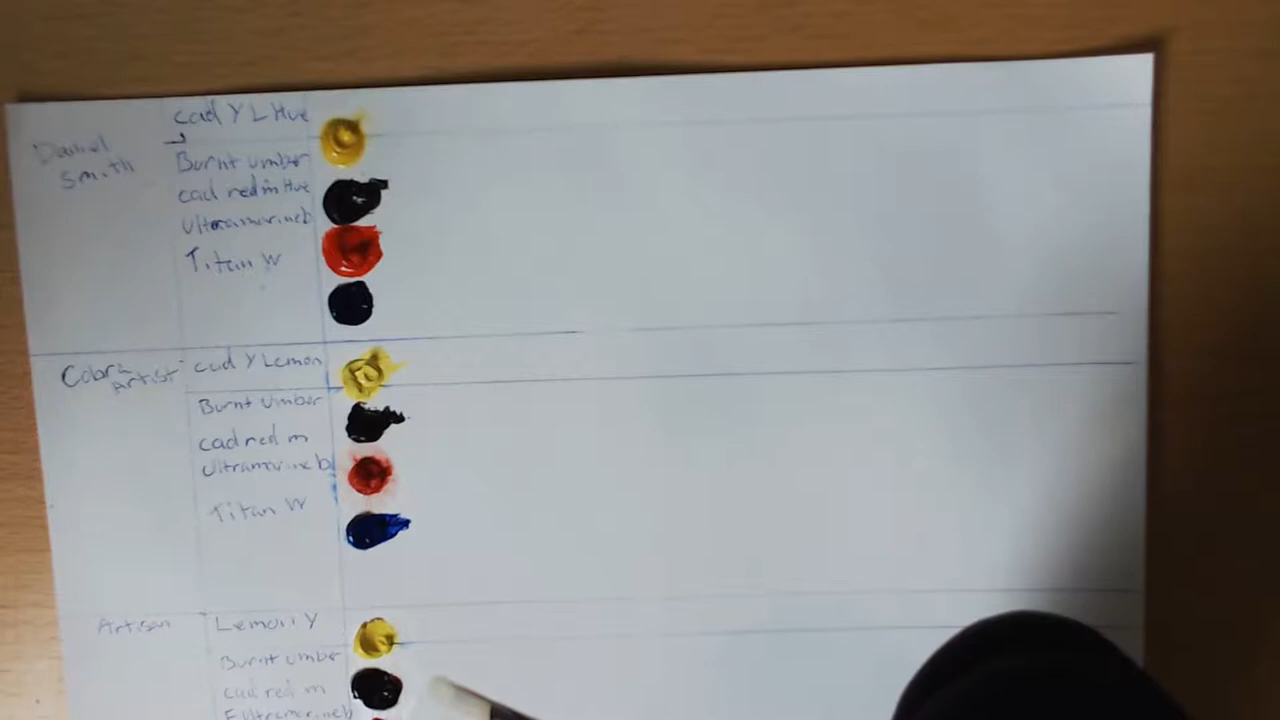 Daniel
Smith
Cad Y L Hue
Burnt umber
cad red m Hue
Ultramarine b
Titan W
Cobra
Artist
cad Y Lemon
Burnt Umber
cad red m
Ultramarine b
Titan W
Artisan
Lemon Y
Burnt umber
cad red m